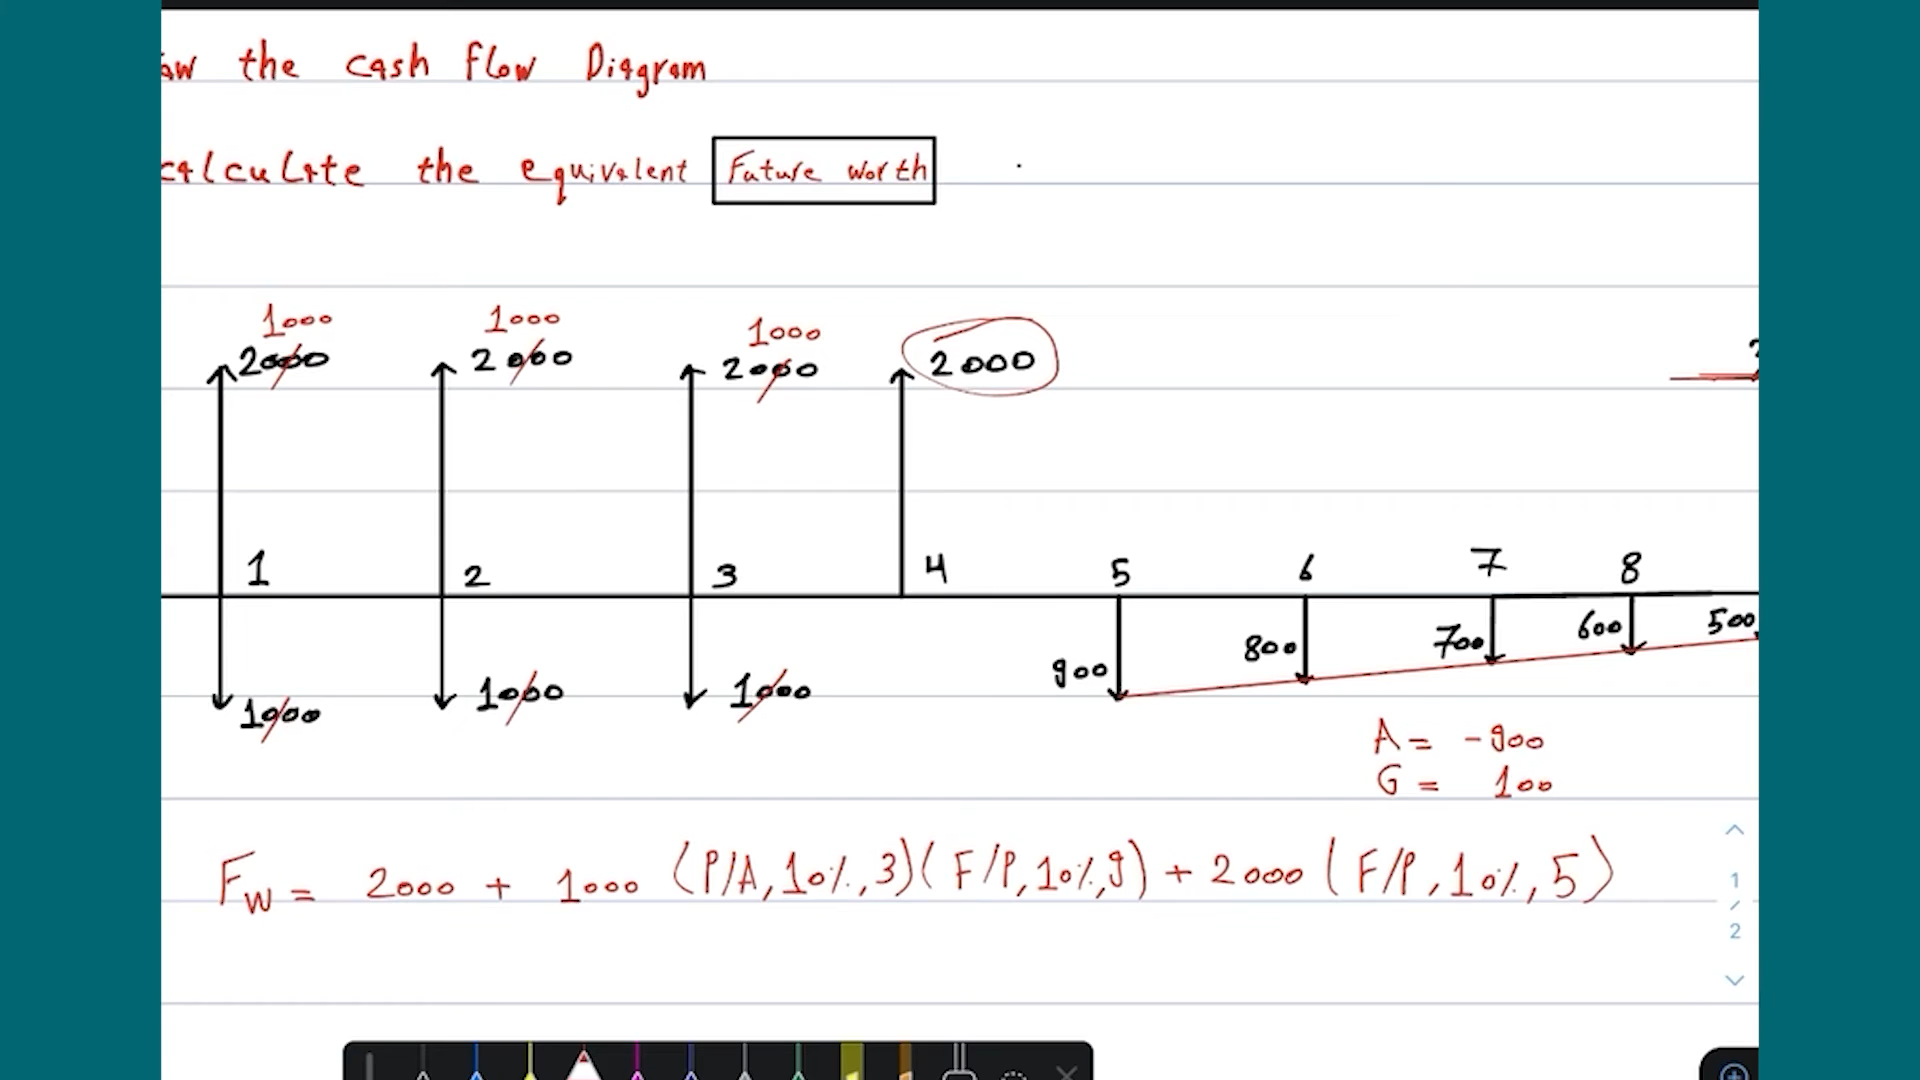 aw the cash flow Diagram
calculate the equivalent Future worth
1000 1000 1000
2000 2000 2000 2000
1 2 3 4 5 6 7 8
900 800 700 600 500
1000 1000 1000
A = -900
G = 100
Fw = 2000 + 1000 (P/A, 10%, 3)(F/P, 10%, 9) + 2000 (F/P, 10%, 5)
1
/
2